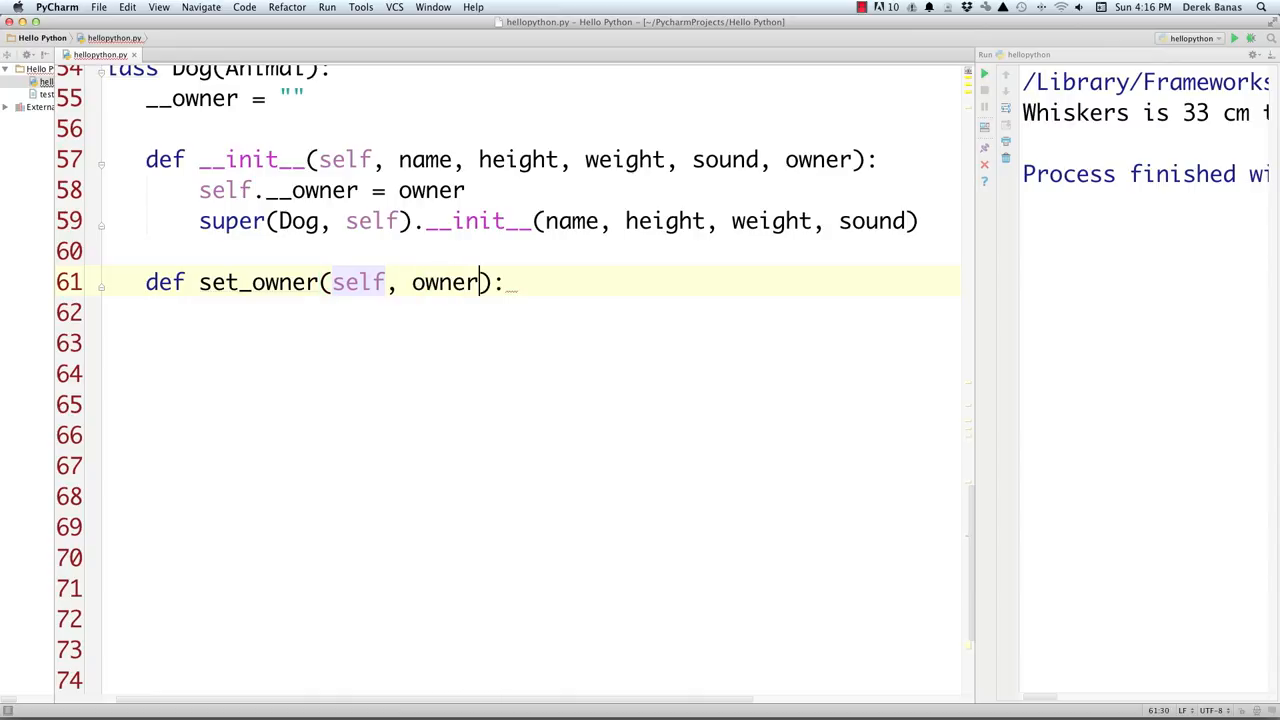 PyCharm File Edit View Navigate Code Refactor Run Tools VCS Window Help 10 Sun 4:16 PM Derek Banas
hellopython.py - Hello Python - [~/PycharmProjects/Hello Python]
Hello Python hellopython.py hellopython
hellopython.py Run hellopython
Hello P
hell
test
Externa
54 lass Dog(Animal):
55 __owner = ""
56
57 def __init__(self, name, height, weight, sound, owner):
58 self.__owner = owner
59 super(Dog, self).__init__(name, height, weight, sound)
60
61 def set_owner(self, owner):
62
63
64
65
66
67
68
69
70
71
72
73
74
/Library/Frameworks
Whiskers is 33 cm t
Process finished wi
61:30 LF UTF-8